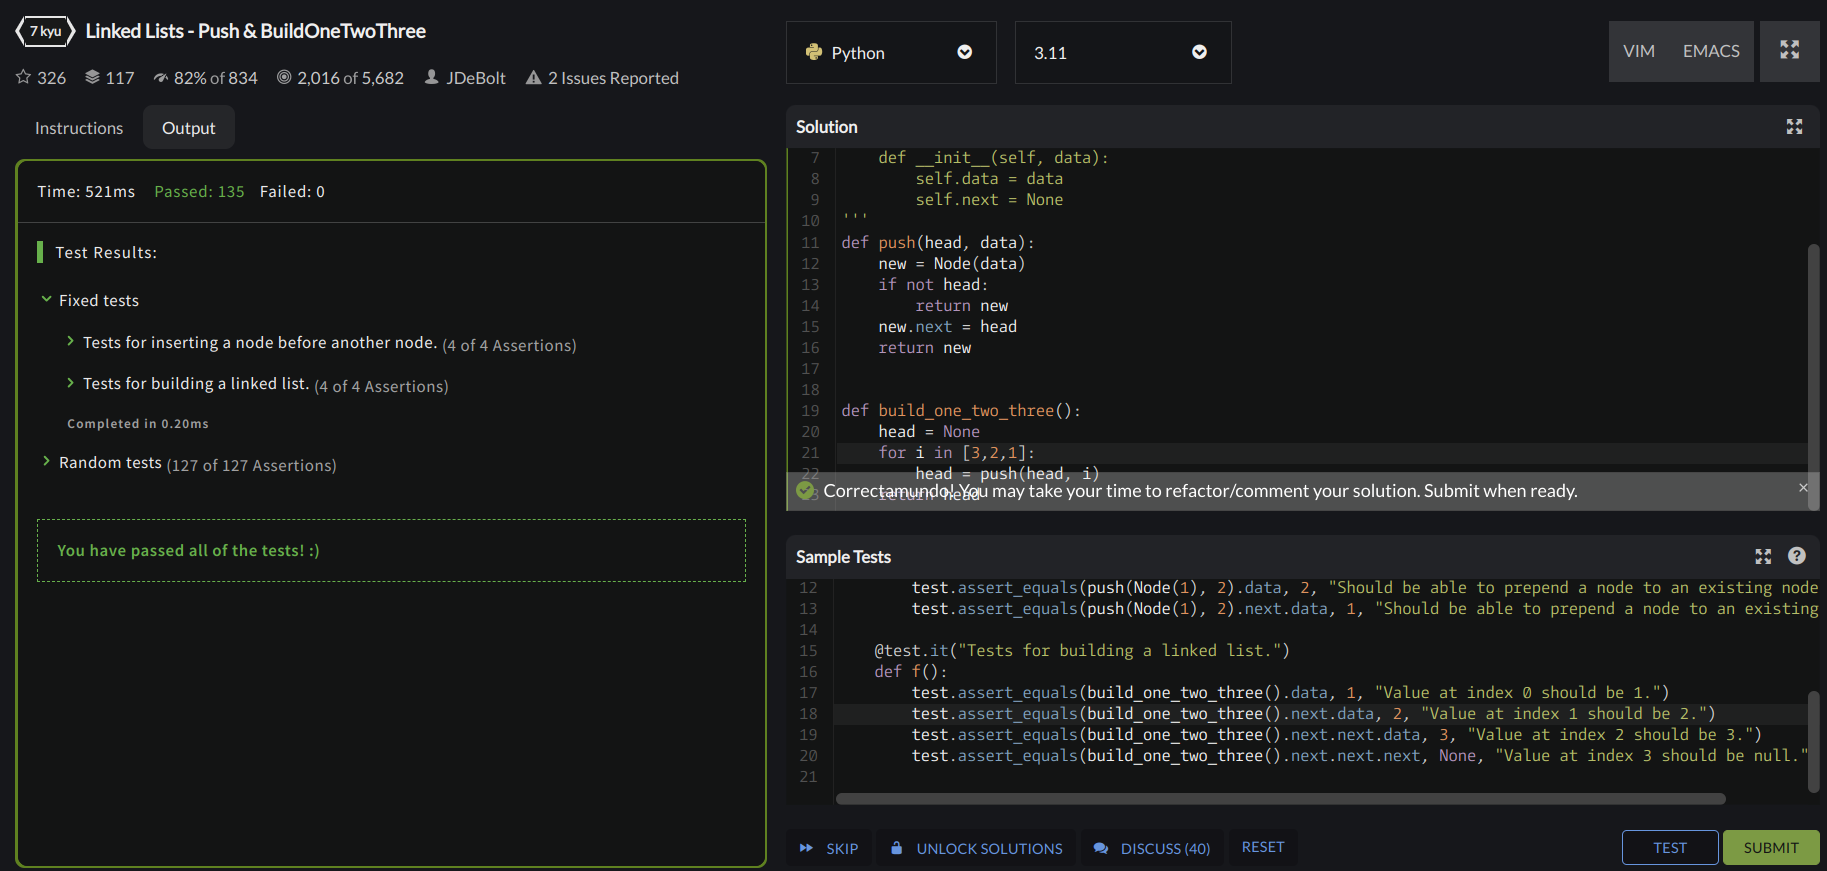 7 kyu Linked Lists - Push & BuildOneTwoThree
326 117 82% of 834 2,016 of 5,682 JDeBolt 2 Issues Reported
Instructions Output
Time: 521ms Passed: 135 Failed: 0
Test Results:
Fixed tests
Tests for inserting a node before another node. (4 of 4 Assertions)
Tests for building a linked list. (4 of 4 Assertions)
Completed in 0.20ms
Random tests (127 of 127 Assertions)
You have passed all of the tests! :)
Python 3.11 VIM EMACS
Solution
7 def __init__(self, data):
8 self.data = data
9 self.next = None
10 '''
11 def push(head, data):
12 new = Node(data)
13 if not head:
14 return new
15 new.next = head
16 return new
17
18
19 def build_one_two_three():
20 head = None
21 for i in [3,2,1]:
22 head = push(head, i)
23 return head
Correctamundo! You may take your time to refactor/comment your solution. Submit when ready. ×
Sample Tests ?
12 test.assert_equals(push(Node(1), 2).data, 2, "Should be able to prepend a node to an existing node
13 test.assert_equals(push(Node(1), 2).next.data, 1, "Should be able to prepend a node to an existing
14
15 @test.it("Tests for building a linked list.")
16 def f():
17 test.assert_equals(build_one_two_three().data, 1, "Value at index 0 should be 1.")
18 test.assert_equals(build_one_two_three().next.data, 2, "Value at index 1 should be 2.")
19 test.assert_equals(build_one_two_three().next.next.data, 3, "Value at index 2 should be 3.")
20 test.assert_equals(build_one_two_three().next.next.next, None, "Value at index 3 should be null."
21
SKIP UNLOCK SOLUTIONS DISCUSS (40) RESET TEST SUBMIT